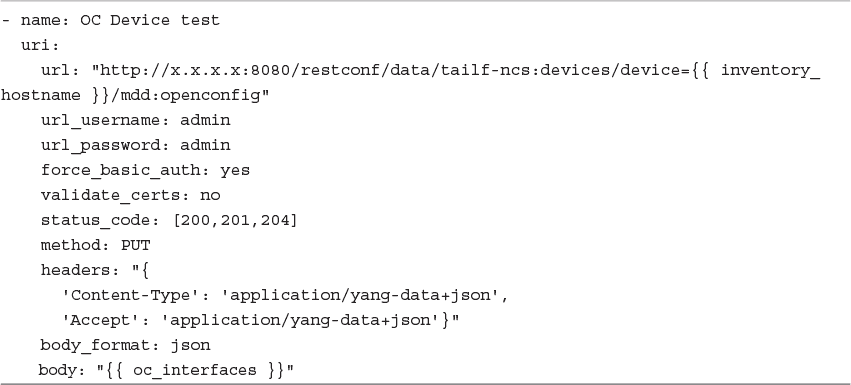 - name: OC Device test
  uri:
    url: "http://x.x.x.x:8080/restconf/data/tailf-ncs:devices/device={{ inventory_
hostname }}/mdd:openconfig"
    url_username: admin
    url_password: admin
    force_basic_auth: yes
    validate_certs: no
    status_code: [200,201,204]
    method: PUT
    headers: "{
      'Content-Type': 'application/yang-data+json',
      'Accept': 'application/yang-data+json'}"
    body_format: json
    body: "{{ oc_interfaces }}"